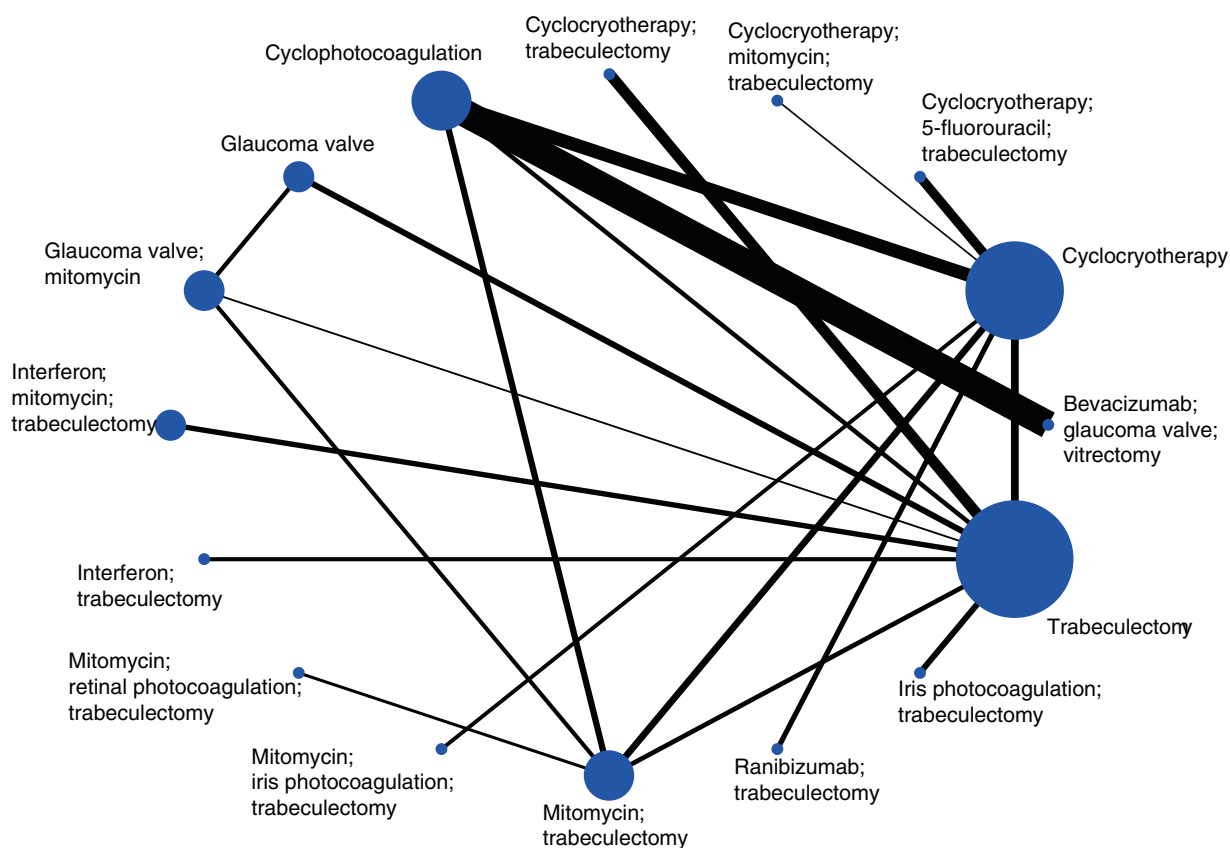 Cyclocryotherapy;
trabeculectomy
Cyclocryotherapy;
mitomycin;
trabeculectomy
Cyclophotocoagulation
Cyclocryotherapy;
5-fluorouracil;
trabeculectomy
Glaucoma valve
Glaucoma valve;
mitomycin
Cyclocryotherapy
Interferon;
mitomycin;
trabeculectomy
Bevacizumab;
glaucoma valve;
vitrectomy
Interferon;
trabeculectomy
Trabeculectomy
Mitomycin;
retinal photocoagulation;
trabeculectomy
Iris photocoagulation;
trabeculectomy
Mitomycin;
iris photocoagulation;
trabeculectomy
Ranibizumab;
trabeculectomy
Mitomycin;
trabeculectomy